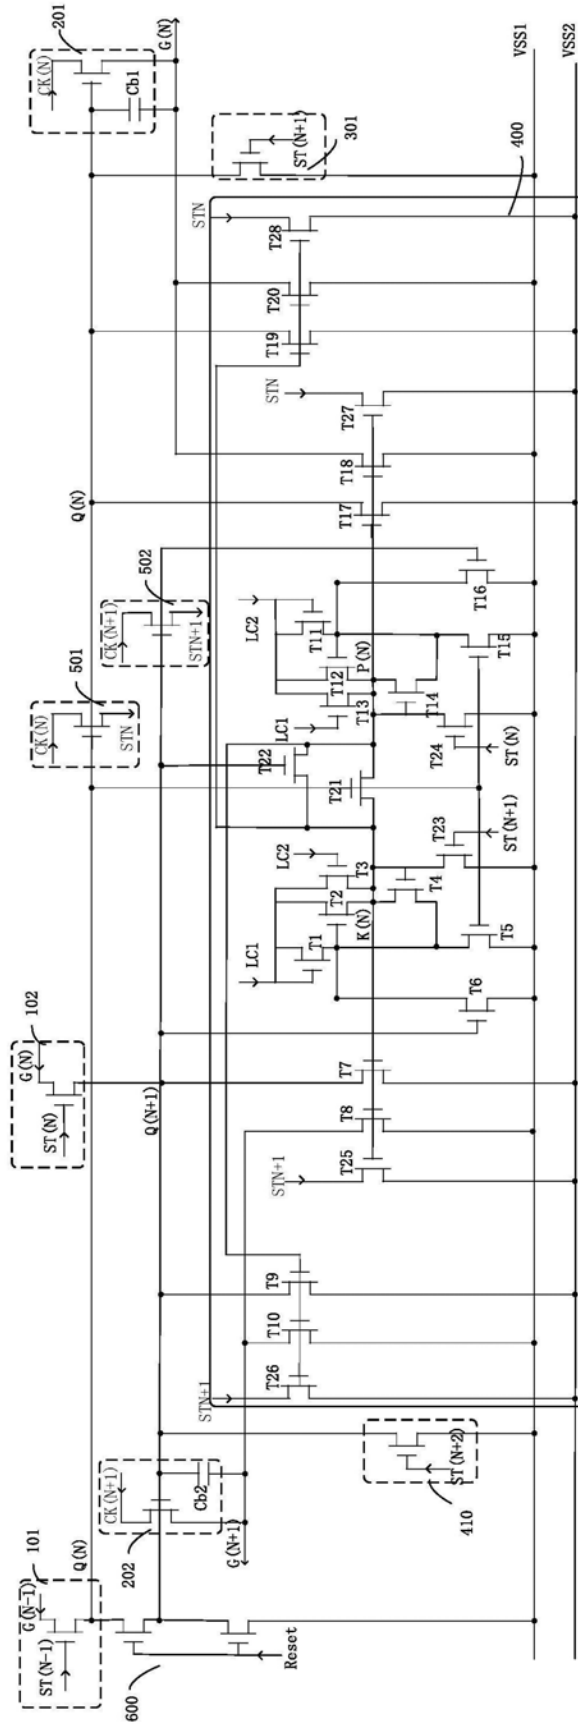 101
G(N-1)
ST(N-1)
Q(N)
600
Reset
CK(N+1)
202
Cb2
G(N+1)
ST(N+2)
410
STN+1
T26
T10
T9
102
G(N)
ST(N)
Q(N+1)
STN+1
T25
T8
T7
T6
LC1
T1
T2
T3
LC2
K(N)
T4
T5
T23
ST(N+1)
501
CK(N)
STN
T22
T21
502
CK(N+1)
STN+1
LC1
T13
T12
T11
LC2
P(N)
T14
T24
ST(N)
T15
T16
Q(N)
T17
T18
T27
STN
T19
T20
T28
STN
400
301
ST(N+1)
201
CK(N)
Cb1
G(N)
VSS1
VSS2